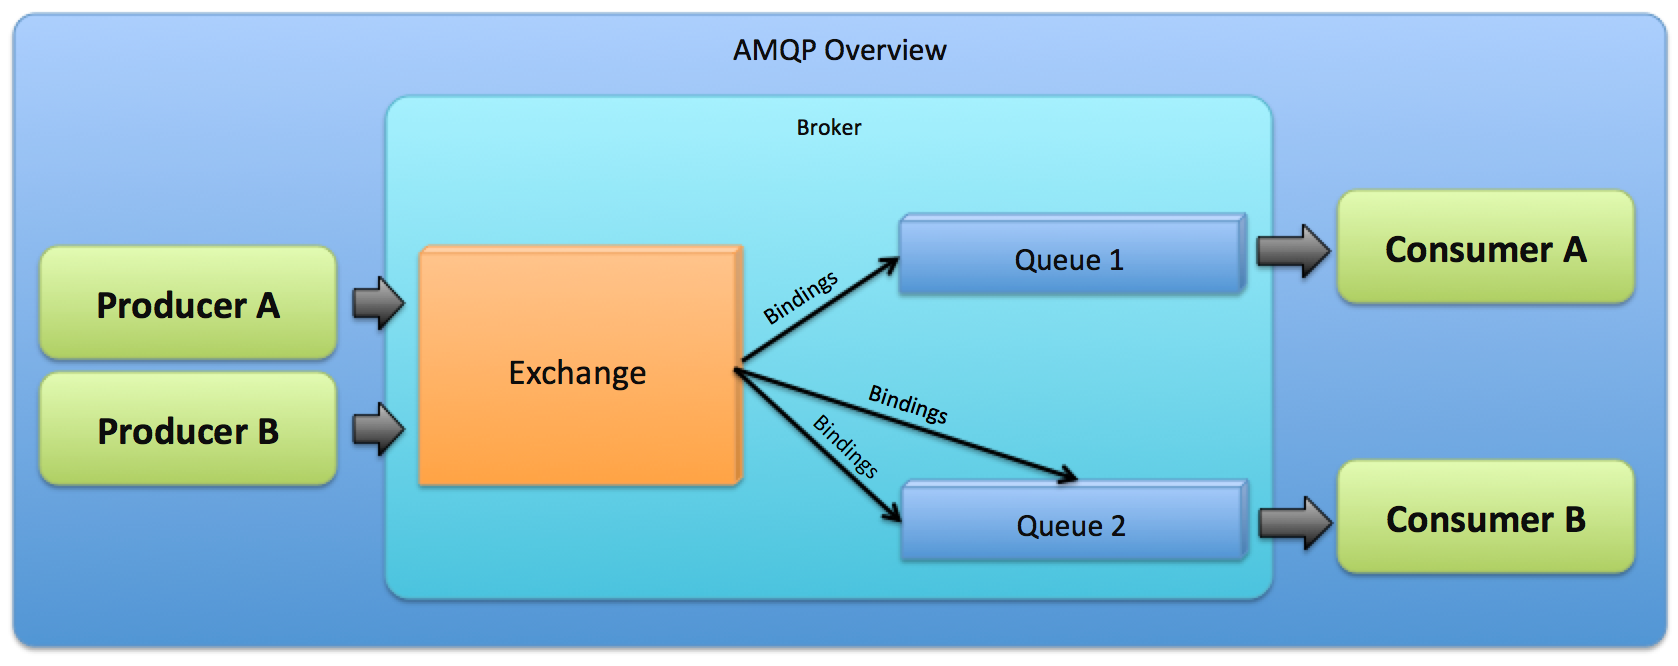 AMQP Overview
Broker
Producer A
Producer B
Exchange
Bindings
Bindings
Bindings
Queue 1
Queue 2
Consumer A
Consumer B